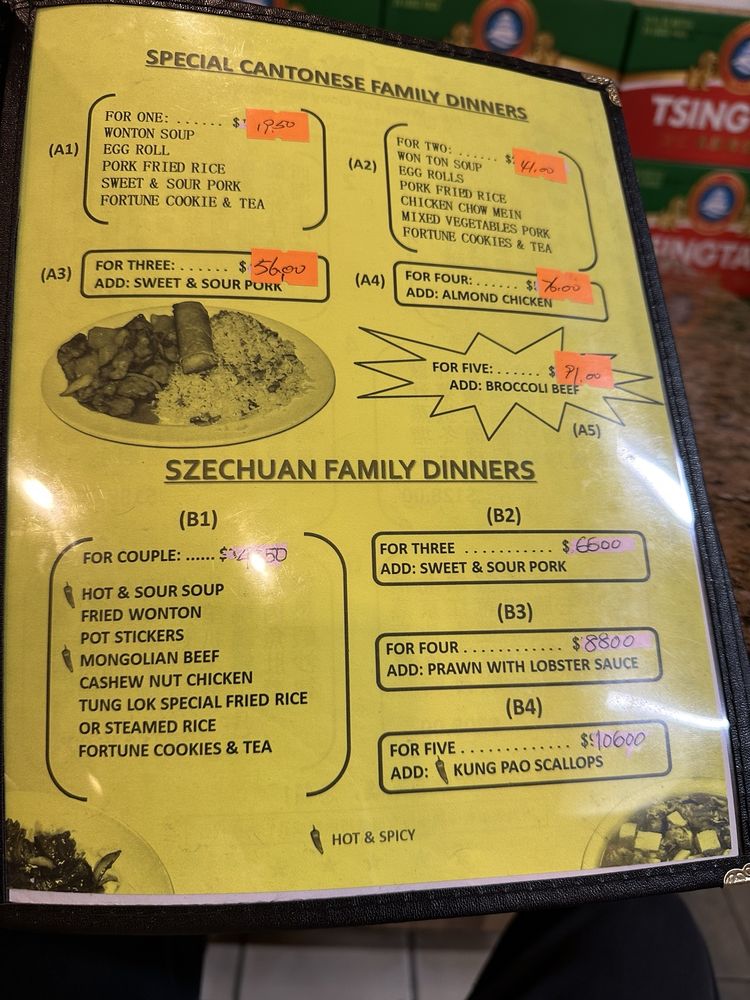 TSING
SINGTA
SPECIAL CANTONESE FAMILY DINNERS
(A1)
FOR ONE: ...... $ 19.50
WONTON SOUP
EGG ROLL
PORK FRIED RICE
SWEET & SOUR PORK
FORTUNE COOKIE & TEA
(A2)
FOR TWO: ...... $ 41.00
WON TON SOUP
EGG ROLLS
PORK FRIED RICE
CHICKEN CHOW MEIN
MIXED VEGETABLES PORK
FORTUNE COOKIES & TEA
(A3)
FOR THREE: ...... $ 56.00
ADD: SWEET & SOUR PORK
(A4)
FOR FOUR: ...... $ 76.00
ADD: ALMOND CHICKEN
FOR FIVE: ...... $ 91.00
ADD: BROCCOLI BEEF
(A5)
SZECHUAN FAMILY DINNERS
(B1)
FOR COUPLE: ...... $
HOT & SOUR SOUP
FRIED WONTON
POT STICKERS
MONGOLIAN BEEF
CASHEW NUT CHICKEN
TUNG LOK SPECIAL FRIED RICE
OR STEAMED RICE
FORTUNE COOKIES & TEA
(B2)
FOR THREE ........... $ 6600
ADD: SWEET & SOUR PORK
(B3)
FOR FOUR ............ $ 8800
ADD: PRAWN WITH LOBSTER SAUCE
(B4)
FOR FIVE ............ $ 10600
ADD: KUNG PAO SCALLOPS
HOT & SPICY